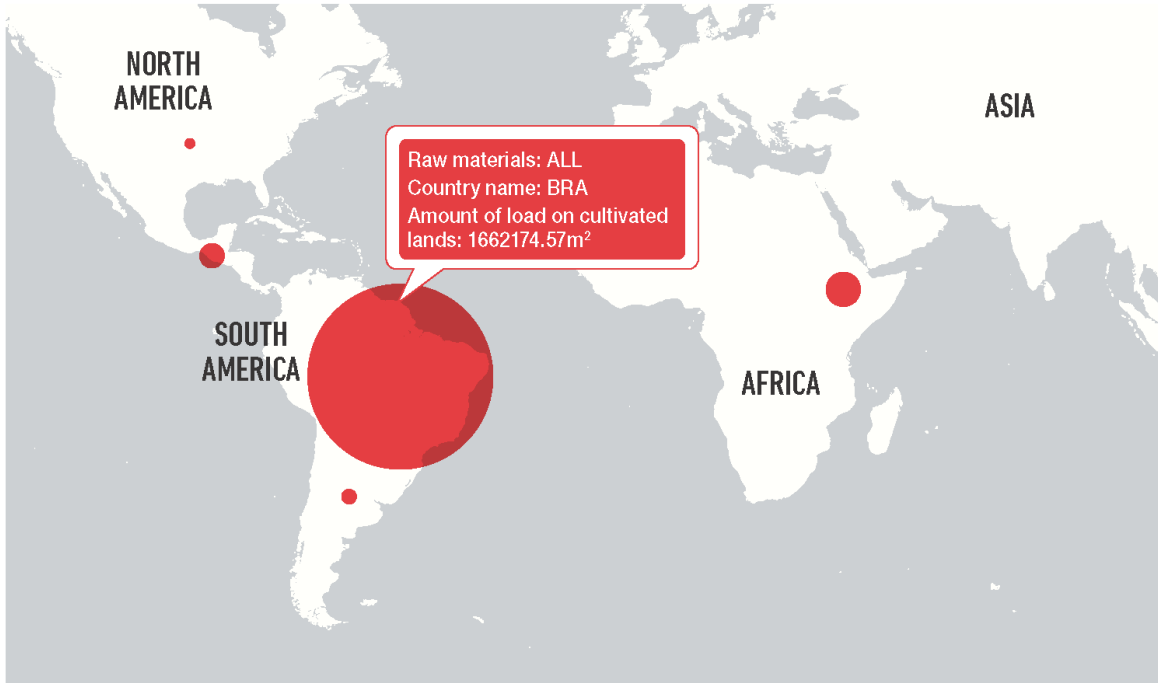 NORTH
AMERICA
ASIA
Raw materials: ALL
Country name: BRA
Amount of load on cultivated
lands: 1662174.57m²
SOUTH
AMERICA
AFRICA